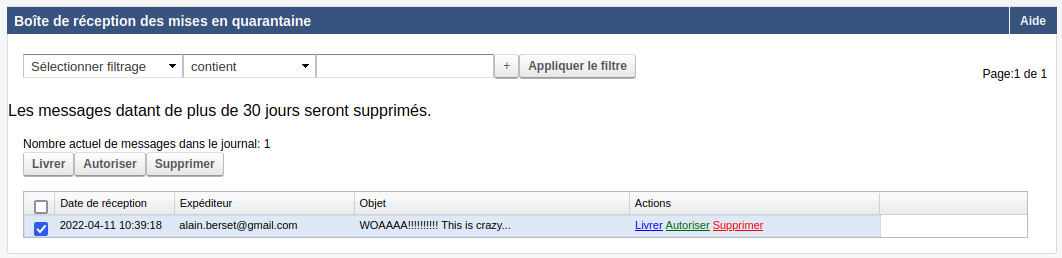 Boîte de réception des mises en quarantaine Aide
Sélectionner filtrage contient + Appliquer le filtre
Page:1 de 1
Les messages datant de plus de 30 jours seront supprimés.
Nombre actuel de messages dans le journal: 1
Livrer Autoriser Supprimer
Date de réception Expéditeur Objet Actions
2022-04-11 10:39:18 alain.berset@gmail.com WOAAAA!!!!!!!!!! This is crazy... Livrer Autoriser Supprimer